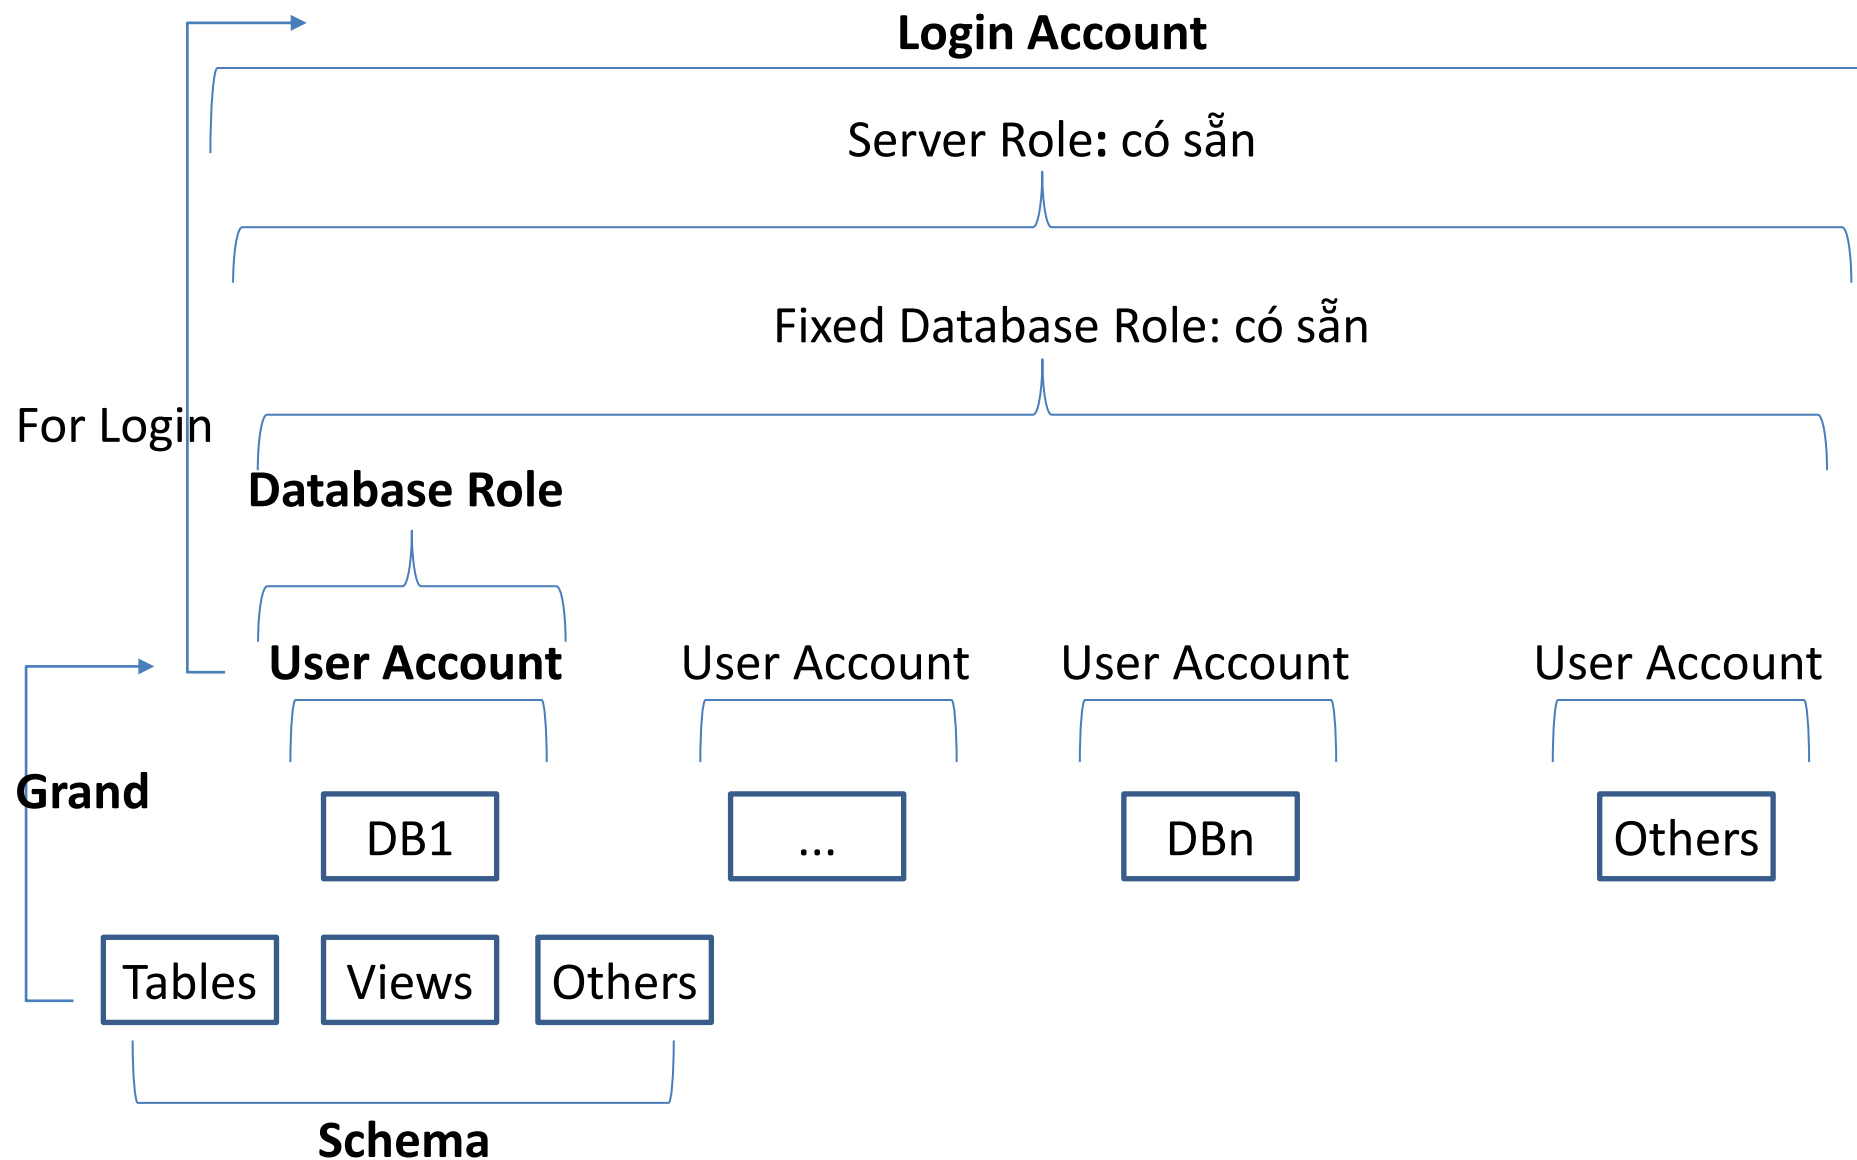 Login Account
Server Role: có sẵn
Fixed Database Role: có sẵn
For Login
Database Role
User Account
User Account
User Account
User Account
Grand
DB1
...
DBn
Others
Tables
Views
Others
Schema